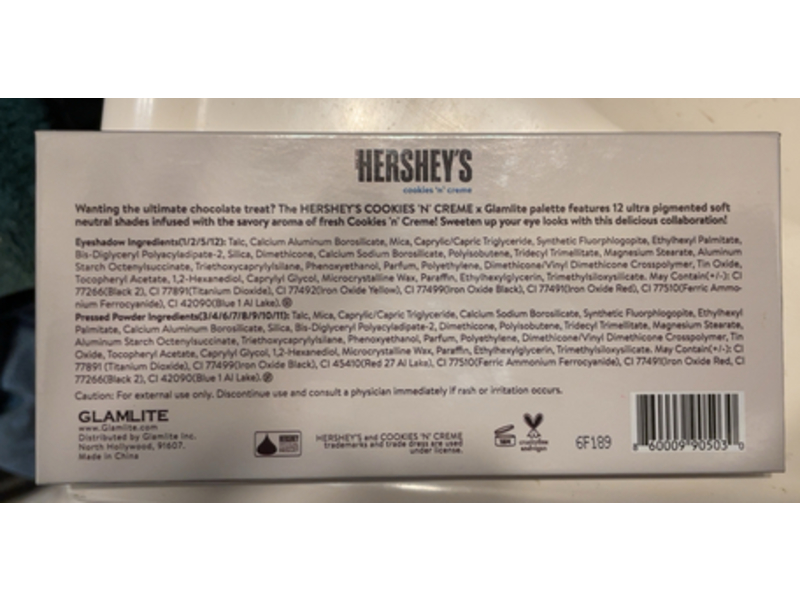 HERSHEY'S
cookies 'n' creme
Wanting the ultimate chocolate treat? The HERSHEY'S COOKIES 'N' CREME x Glamlite palette features 12 ultra pigmented soft
neutral shades infused with the savory aroma of fresh Cookies 'n' Creme! Sweeten up your eye looks with this delicious collaboration!
Eyeshadow Ingredients(1/2/5/12): Talc, Calcium Aluminum Borosilicate, Mica, Caprylic/Capric Triglyceride, Synthetic Fluorphlogopite, Ethylhexyl Palmitate,
Bis-Diglyceryl Polyacyladipate-2, Silica, Dimethicone, Calcium Sodium Borosilicate, Polyisobutene, Tridecyl Trimellitate, Magnesium Stearate, Aluminum
Starch Octenylsuccinate, Triethoxycaprylylsilane, Phenoxyethanol, Parfum, Polyethylene, Dimethicone/Vinyl Dimethicone Crosspolymer, Tin Oxide,
Tocopheryl Acetate, 1,2-Hexanediol, Caprylyl Glycol, Microcrystalline Wax, Paraffin, Ethylhexylglycerin, Trimethylsiloxysilicate. May Contain(+/-): CI
77266(Black 2), CI 77891(Titanium Dioxide), CI 77492(Iron Oxide Yellow), CI 77499(Iron Oxide Black), CI 77491(Iron Oxide Red), CI 77510(Ferric Ammo-
nium Ferrocyanide), CI 42090(Blue 1 Al Lake).
Pressed Powder Ingredients(3/4/6/7/8/9/10/11): Talc, Mica, Caprylic/Capric Triglyceride, Calcium Sodium Borosilicate, Synthetic Fluorphlogopite, Ethylhexyl
Palmitate, Calcium Aluminum Borosilicate, Silica, Bis-Diglyceryl Polyacyladipate-2, Dimethicone, Polyisobutene, Tridecyl Trimellitate, Magnesium Stearate,
Aluminum Starch Octenylsuccinate, Triethoxycaprylylsilane, Phenoxyethanol, Parfum, Polyethylene, Dimethicone/Vinyl Dimethicone Crosspolymer, Tin
Oxide, Tocopheryl Acetate, Caprylyl Glycol, 1,2-Hexanediol, Microcrystalline Wax, Paraffin, Ethylhexylglycerin, Trimethylsiloxysilicate. May Contain(+/-): CI
77891 (Titanium Dioxide), CI 77499(Iron Oxide Black), CI 45410(Red 27 Al Lake), CI 77510(Ferric Ammonium Ferrocyanide), CI 77491(Iron Oxide Red, CI
77266(Black 2), CI 42090(Blue 1 Al Lake).
Caution: For external use only. Discontinue use and consult a physician immediately if rash or irritation occurs.
GLAMLITE
www.Glamlite.com
Distributed by Glamlite Inc.
North Hollywood, 91607.
Made in China
HERSHEY
HERSHEY'S and COOKIES 'N' CREME
trademarks and trade dress are used
under license.
6F189
8 60009 90503 0